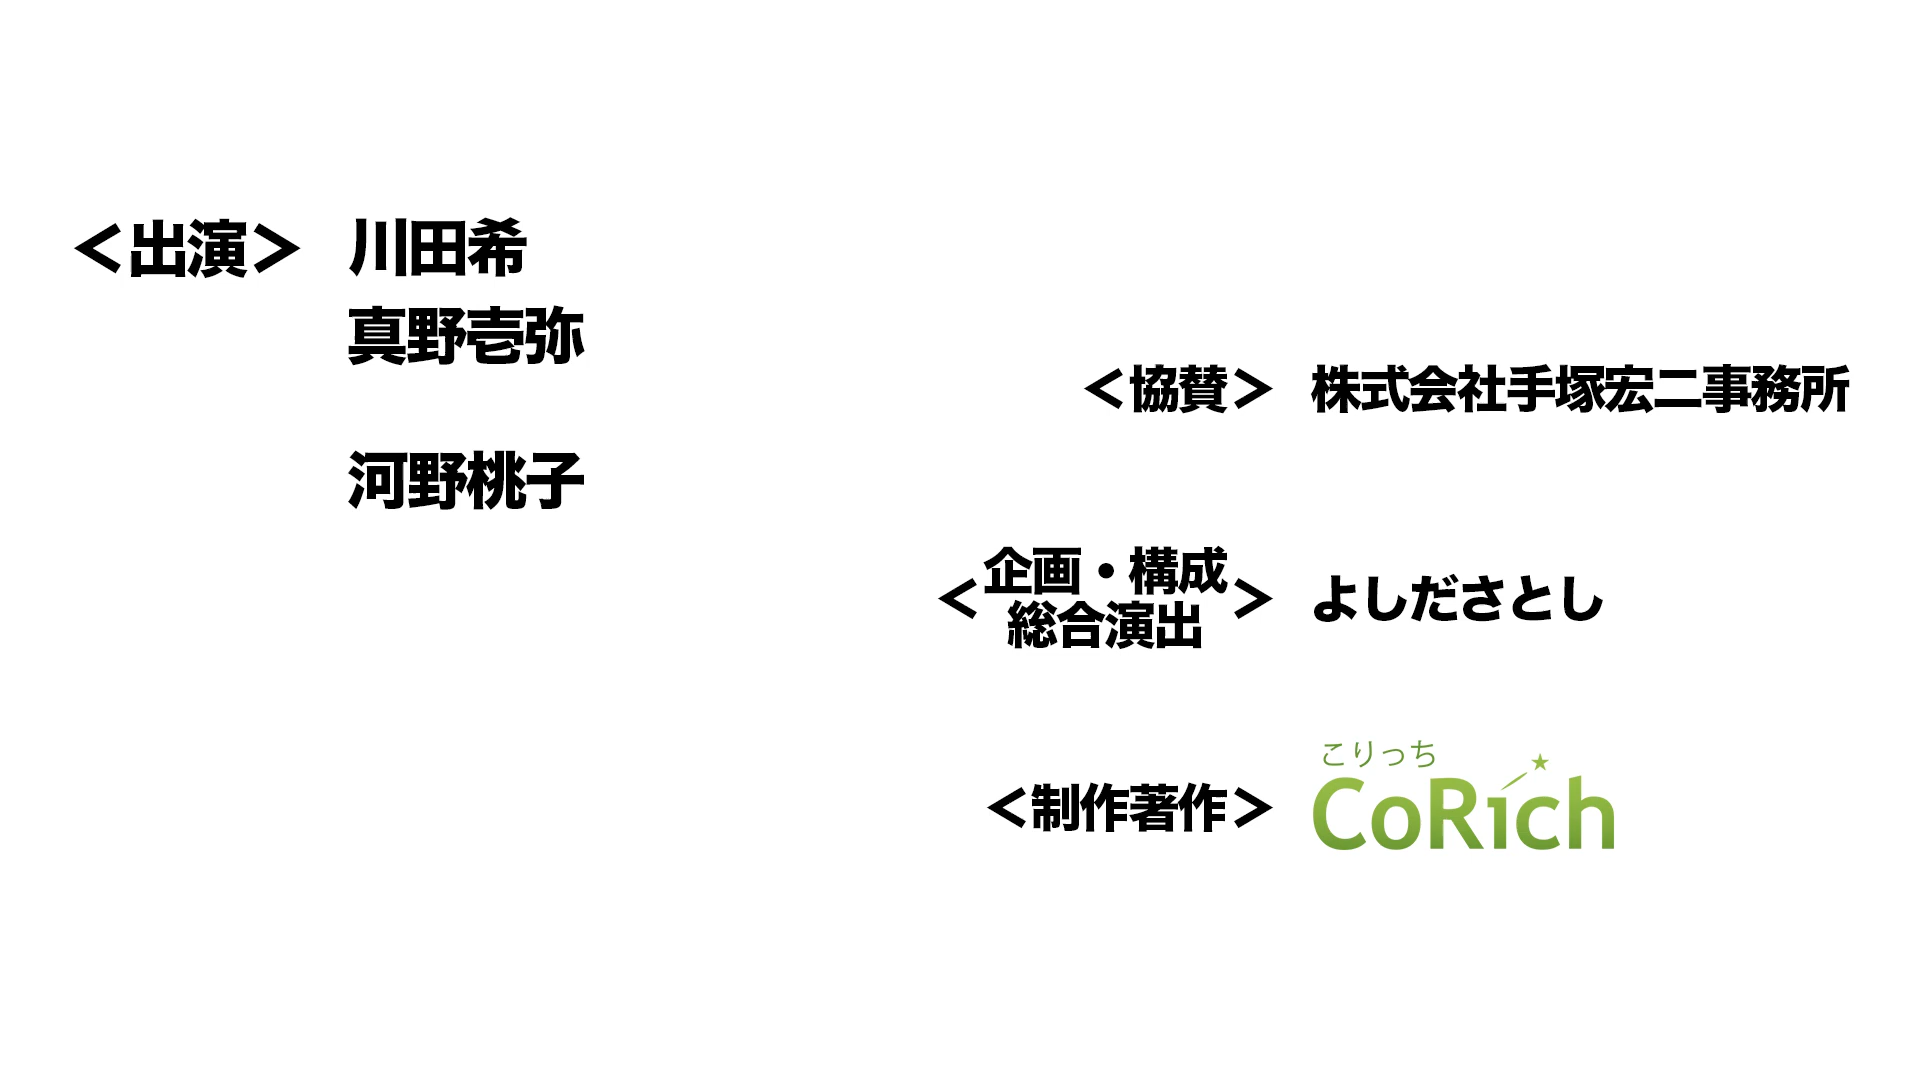 ＜出演＞ 川田希
真野壱弥
河野桃子
＜協賛＞ 株式会社手塚宏二事務所
＜企画・構成
総合演出＞ よしださとし
こりっち
＜制作著作＞ CoRich